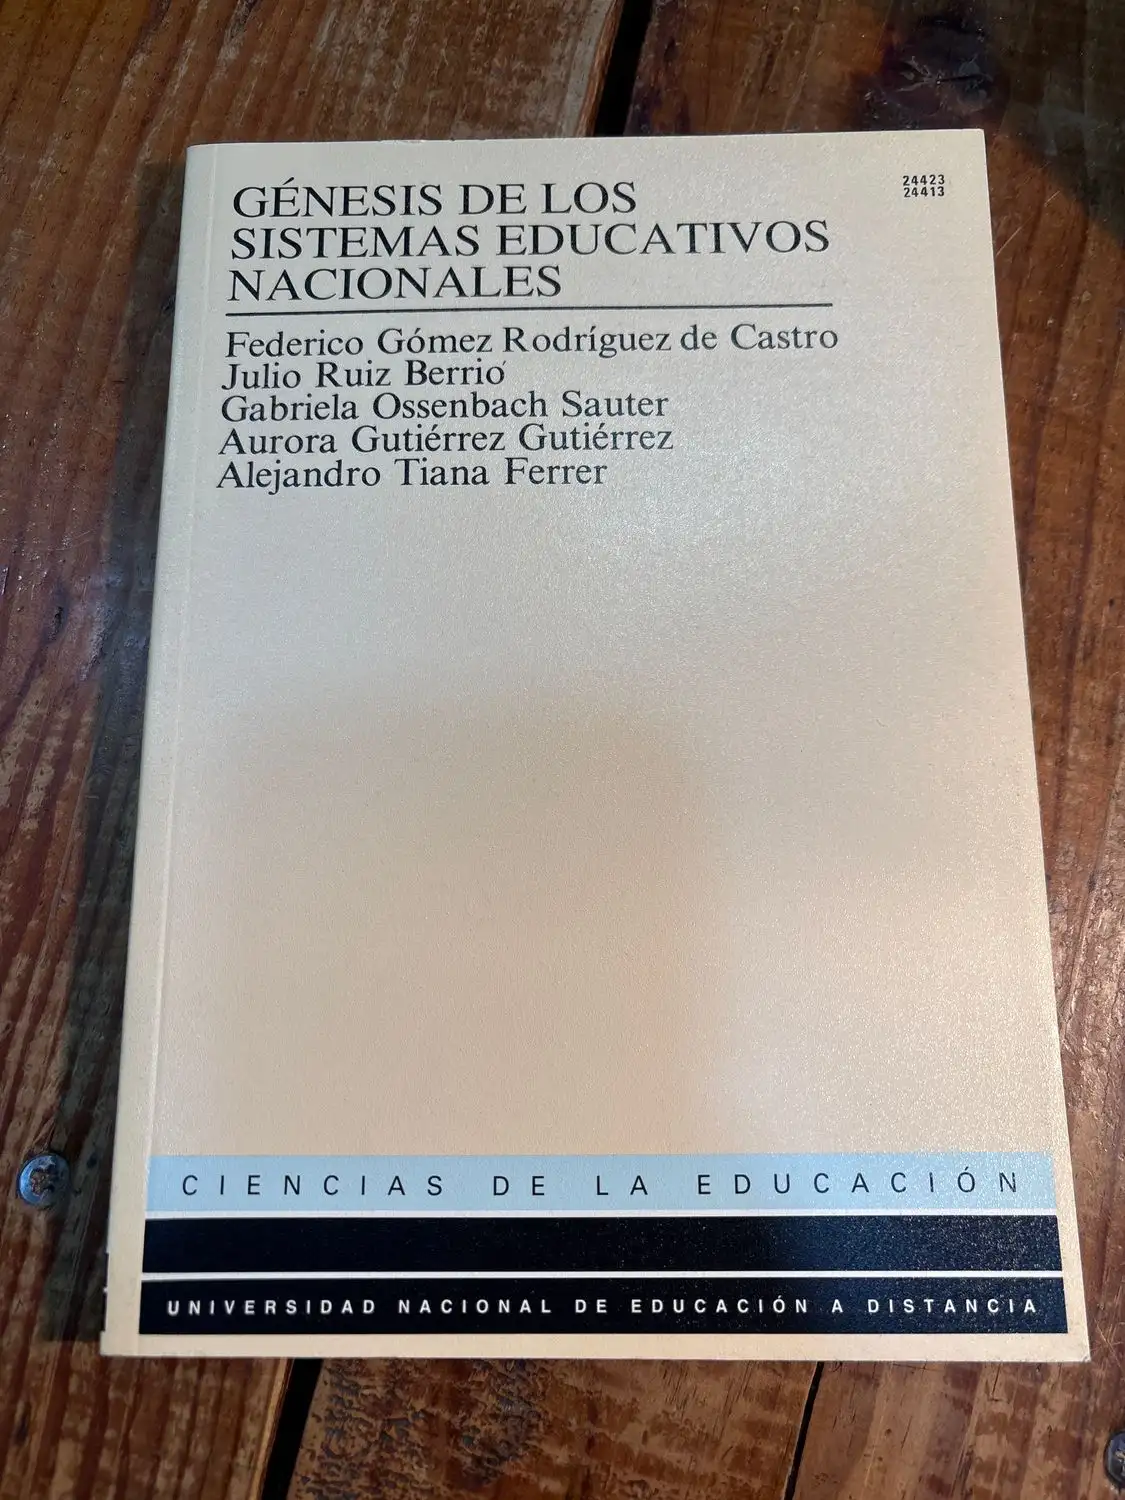 GÉNESIS DE LOS
SISTEMAS EDUCATIVOS
NACIONALES
24423
24413
Federico Gómez Rodríguez de Castro
Julio Ruiz Berrió
Gabriela Ossenbach Sauter
Aurora Gutiérrez Gutiérrez
Alejandro Tiana Ferrer
CIENCIAS DE LA EDUCACIÓN
UNIVERSIDAD NACIONAL DE EDUCACIÓN A DISTANCIA